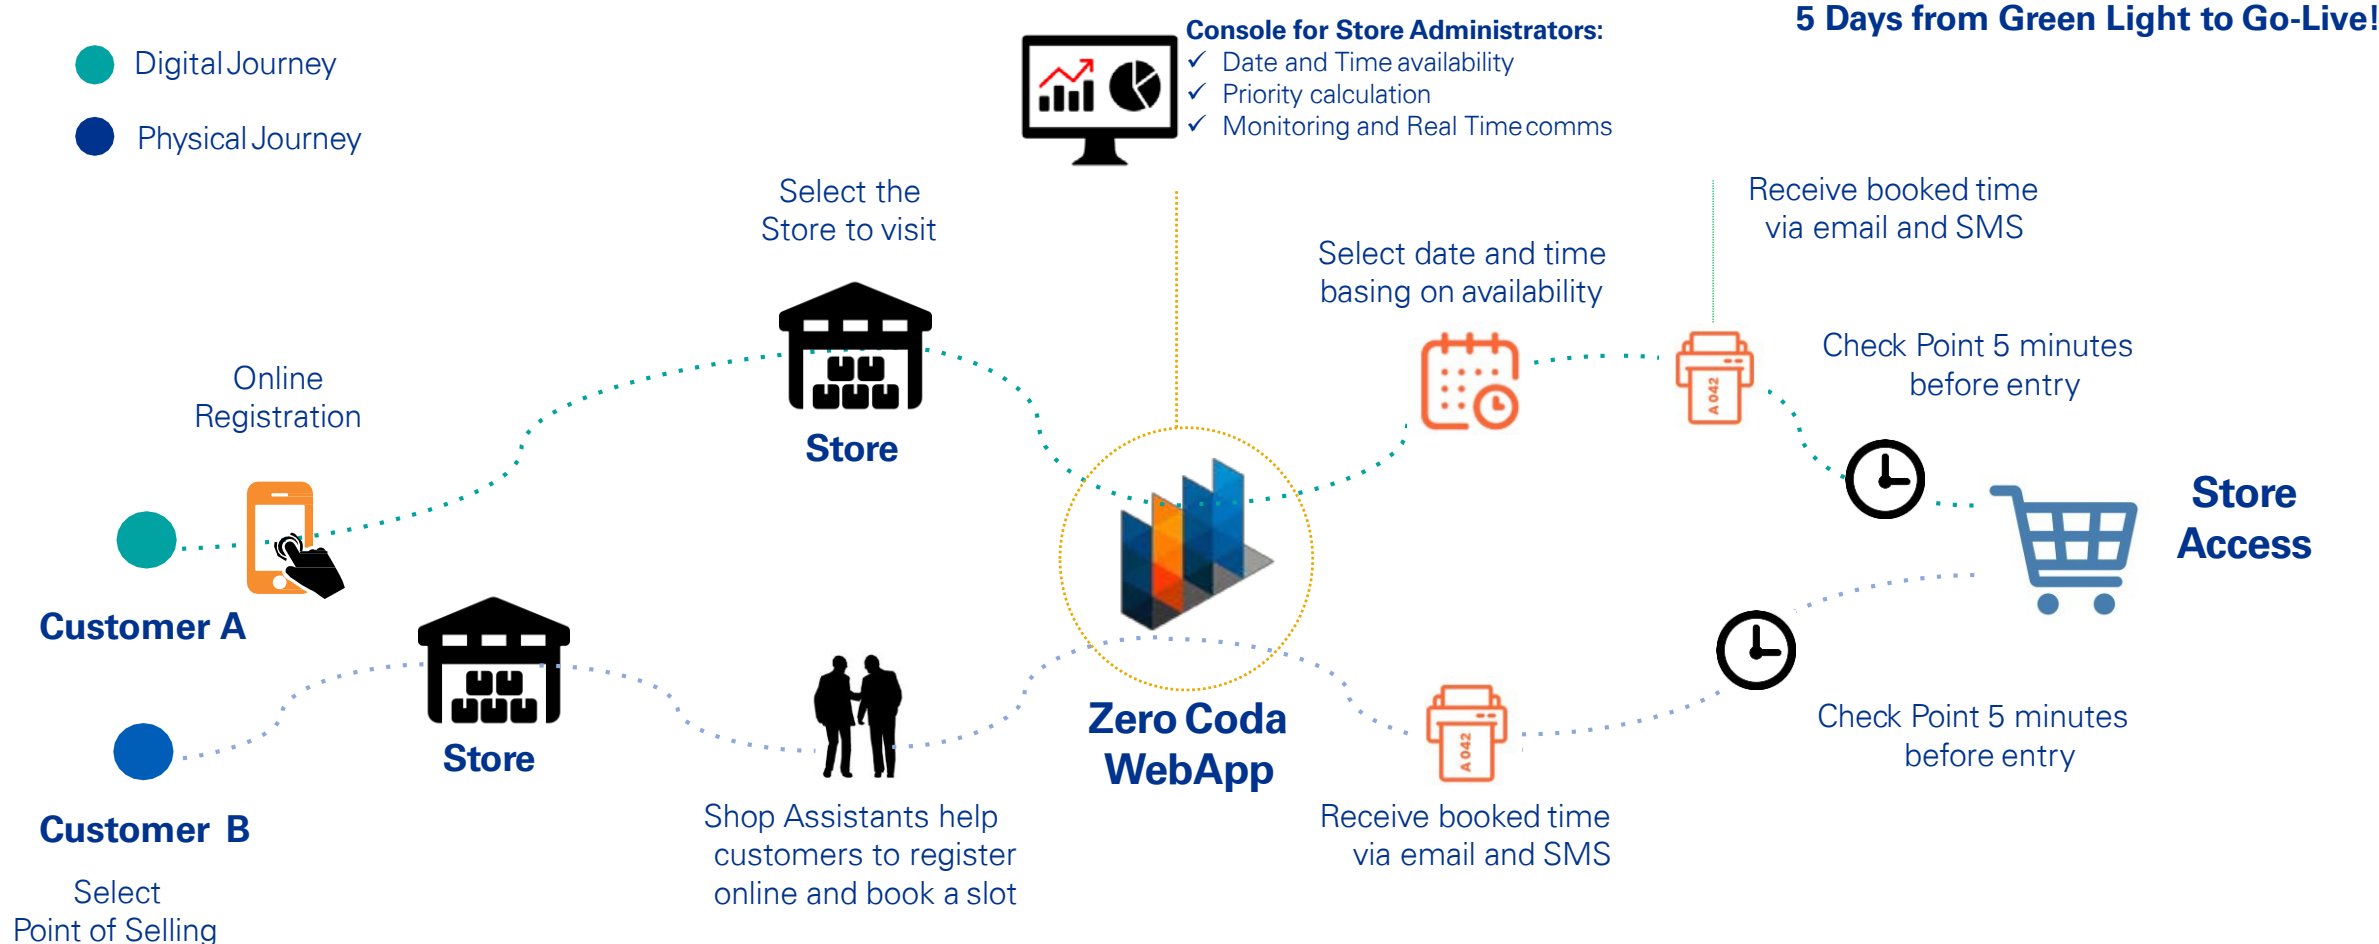 5 Days from Green Light to Go-Live!
Console for Store Administrators:
✓ Date and Time availability
✓ Priority calculation
✓ Monitoring and Real Time comms
Digital Journey
Physical Journey
Select the
Store to visit
Receive booked time
via email and SMS
Select date and time
basing on availability
Check Point 5 minutes
before entry
Online
Registration
A 042
Store
Store
Access
Customer A
Zero Coda
WebApp
A 042
Store
Check Point 5 minutes
before entry
Customer B
Shop Assistants help
customers to register
online and book a slot
Receive booked time
via email and SMS
Select
Point of Selling